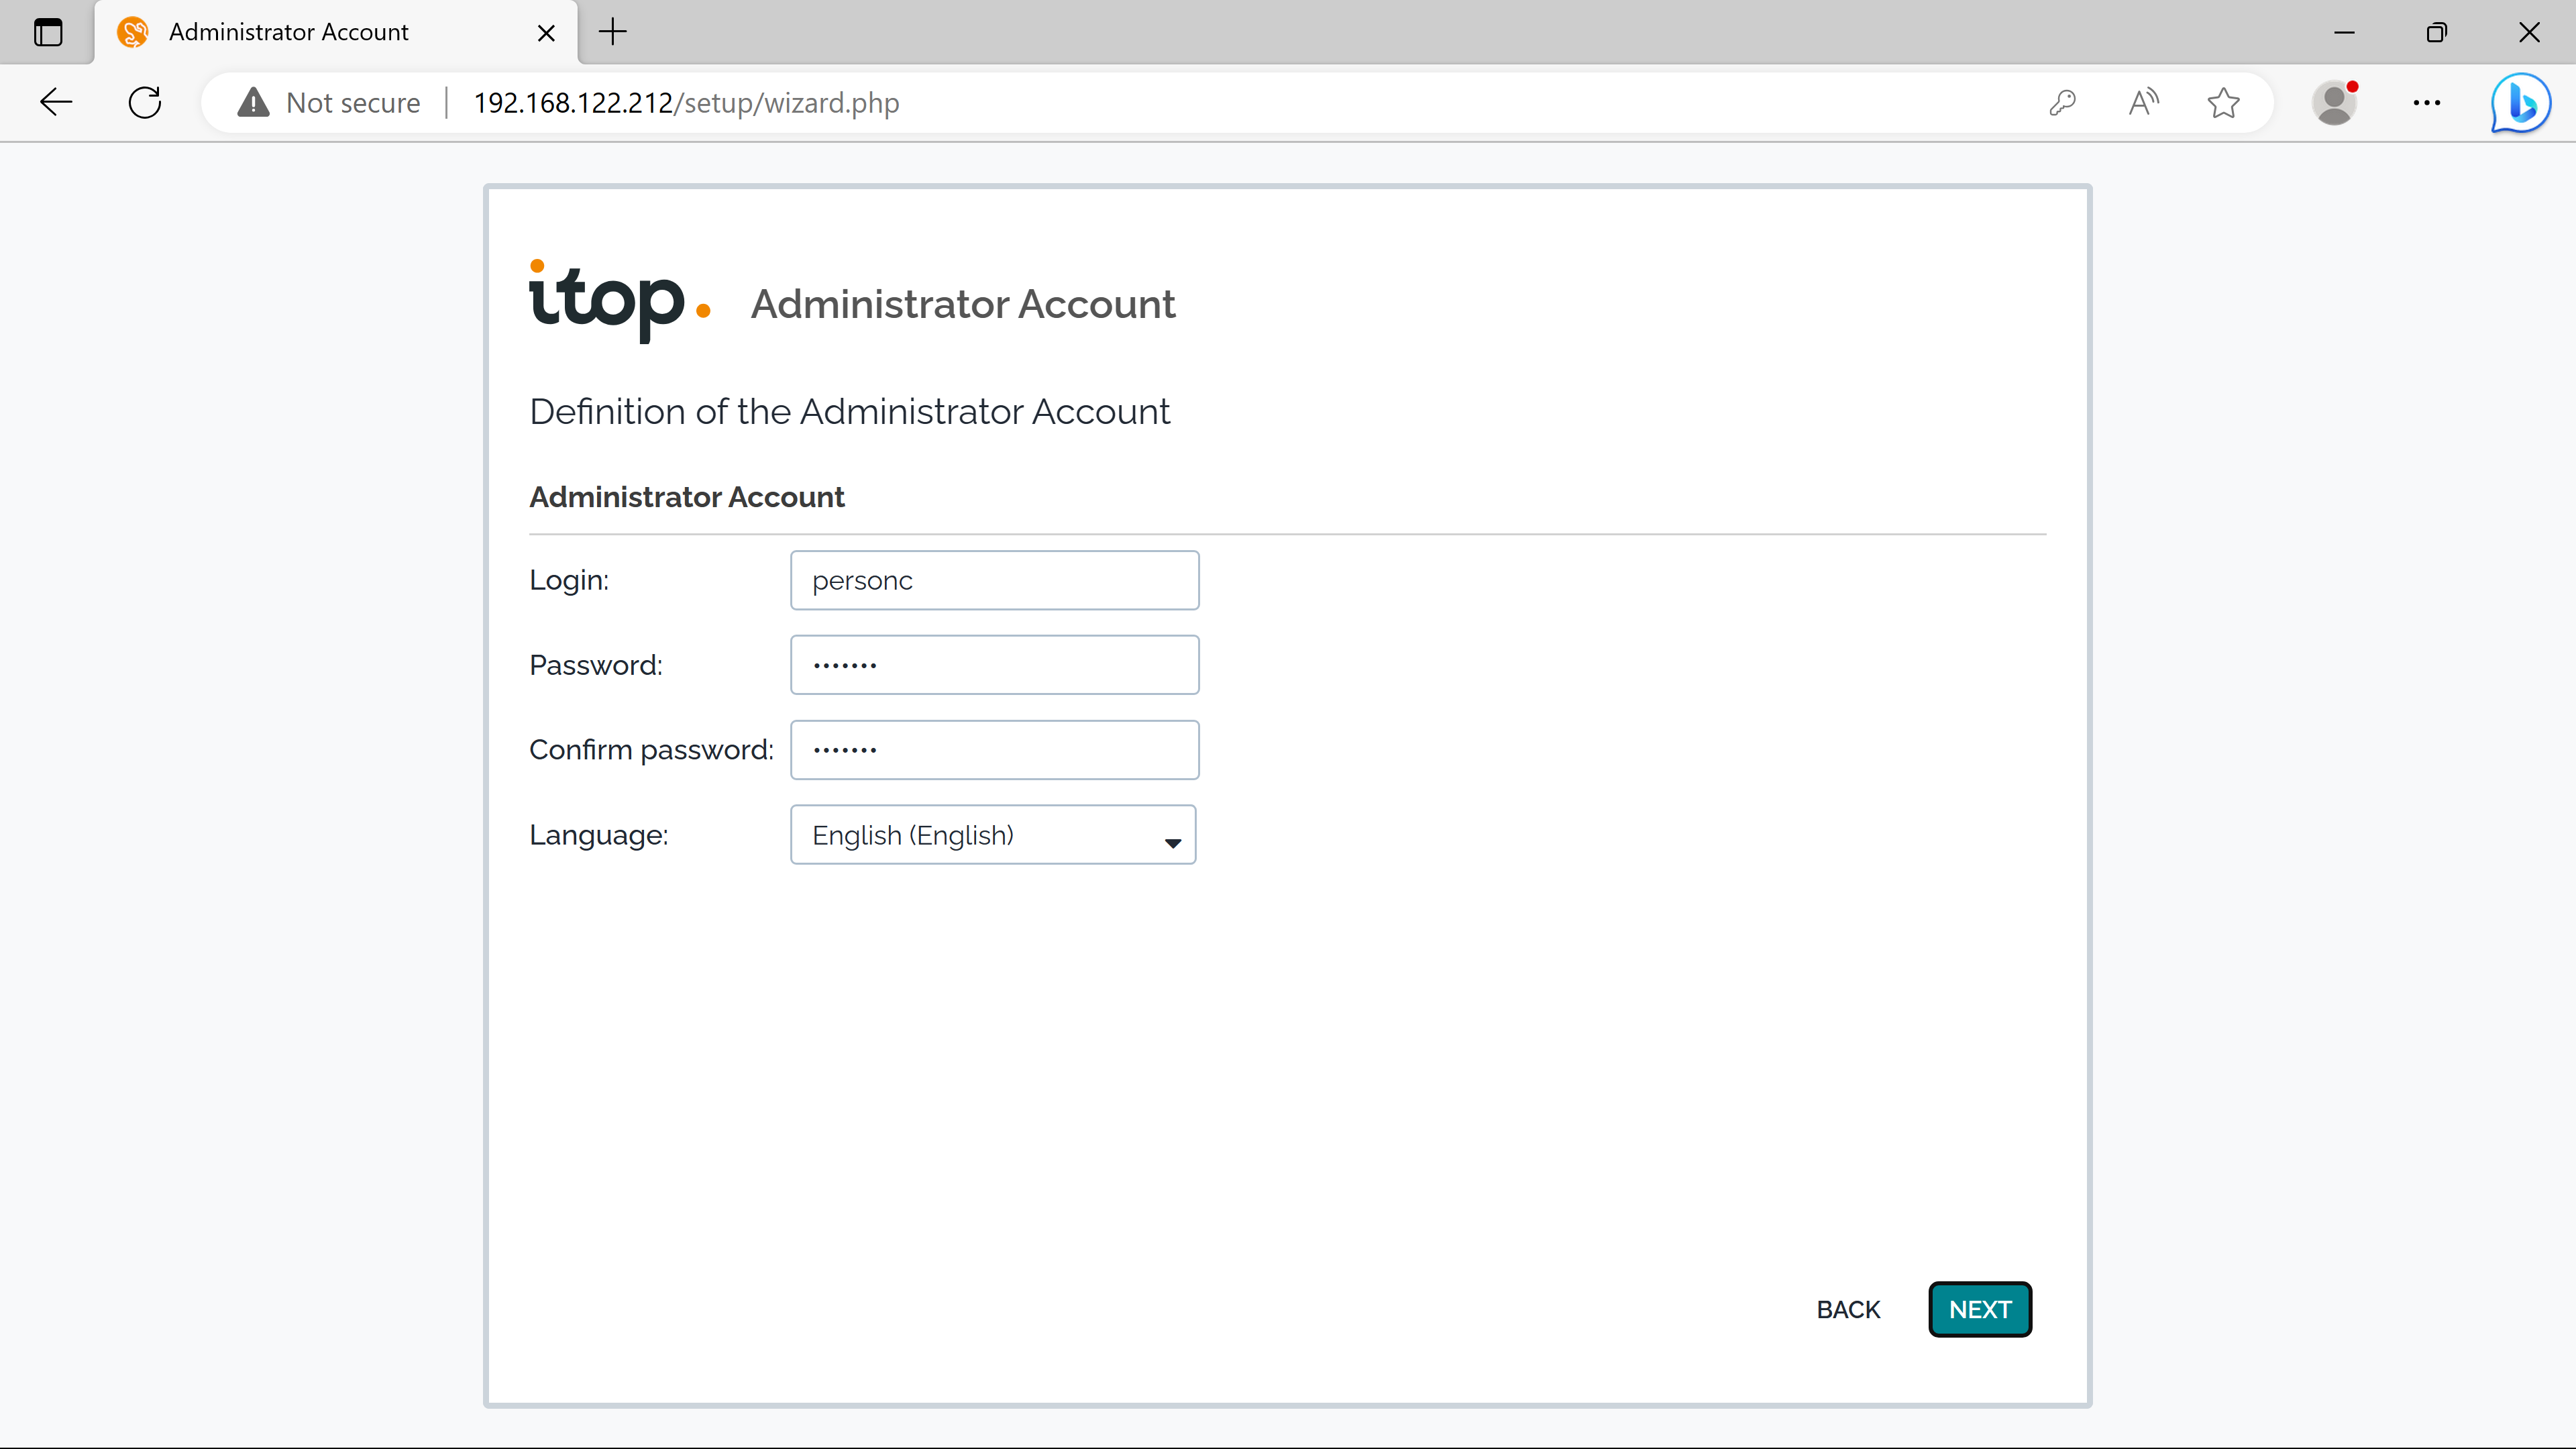 Administrator Account
Not secure
192.168.122.212/setup/wizard.php
itop. Administrator Account
Definition of the Administrator Account
Administrator Account
Login: personc
Password: •••••••
Confirm password: •••••••
Language: English (English)
BACK NEXT